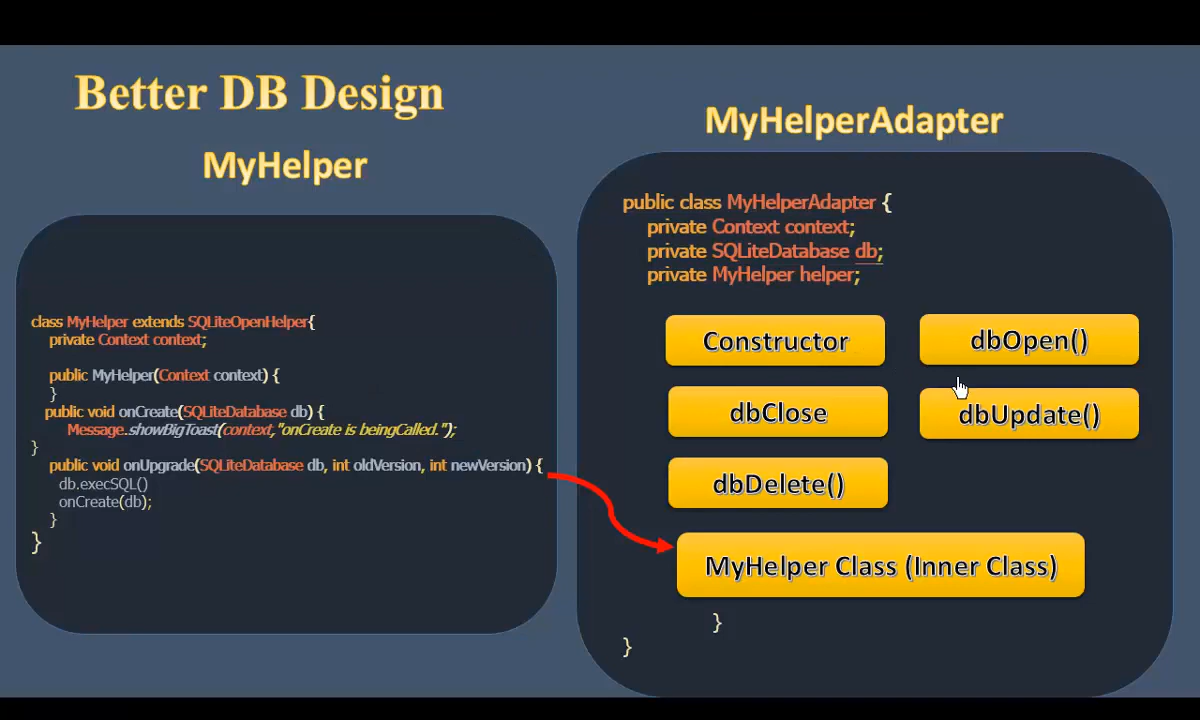 Better DB Design
MyHelper
class MyHelper extends SQLiteOpenHelper{
private Context context;
public MyHelper(Context context) {
}
public void onCreate(SQLiteDatabase db) {
Message.showBigToast(context,"onCreate is beingCalled.");
}
public void onUpgrade(SQLiteDatabase db, int oldVersion, int newVersion) {
db.execSQL()
onCreate(db);
}
}
MyHelperAdapter
public class MyHelperAdapter {
private Context context;
private SQLiteDatabase db;
private MyHelper helper;
Constructor
dbOpen()
dbClose
dbUpdate()
dbDelete()
MyHelper Class (Inner Class)
}
}